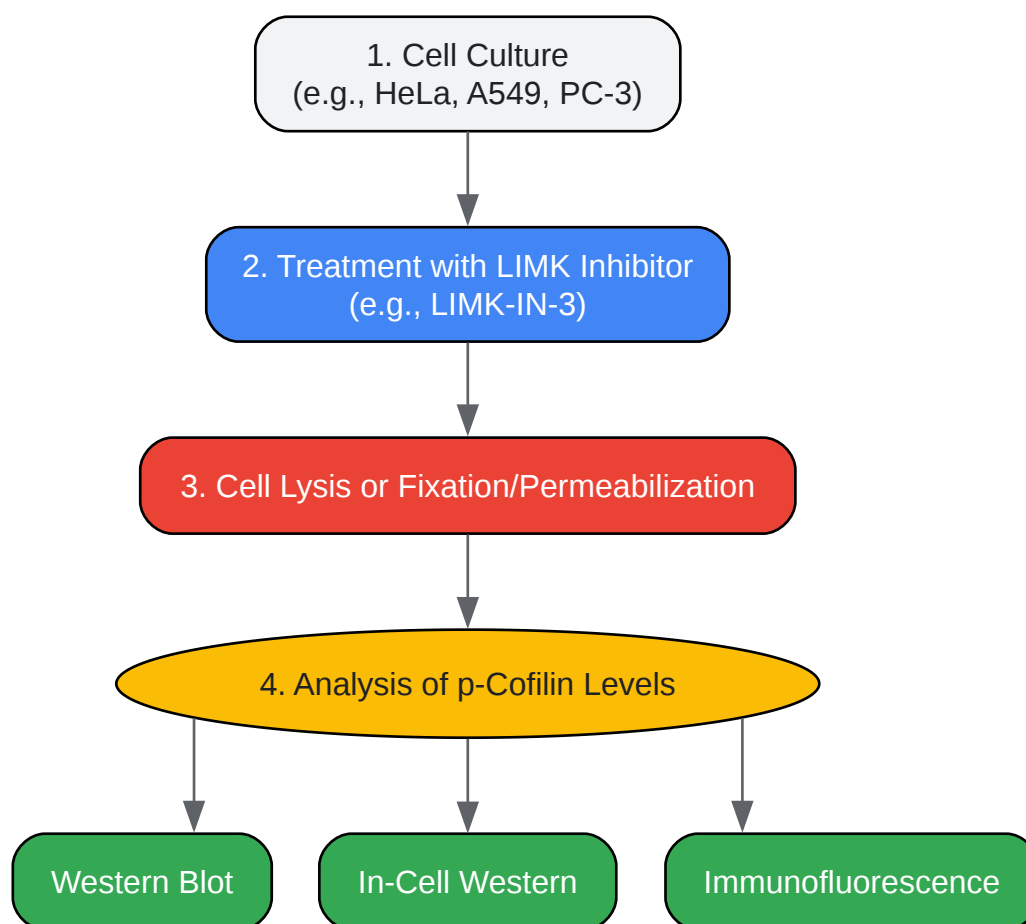 1. Cell Culture
(e.g., HeLa, A549, PC-3)
2. Treatment with LIMK Inhibitor
(e.g., LIMK-IN-3)
3. Cell Lysis or Fixation/Permeabilization
4. Analysis of p-Cofilin Levels
Western Blot
In-Cell Western
Immunofluorescence